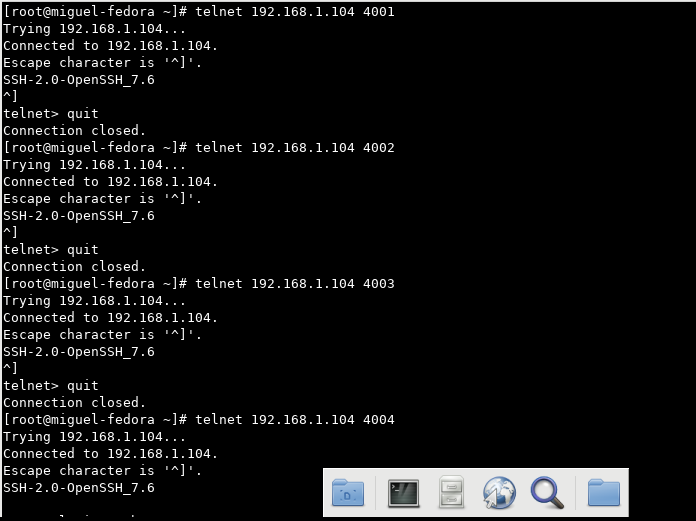 [root@miguel-fedora ~]# telnet 192.168.1.104 4001
Trying 192.168.1.104...
Connected to 192.168.1.104.
Escape character is '^]'.
SSH-2.0-OpenSSH_7.6
^]
telnet> quit
Connection closed.
[root@miguel-fedora ~]# telnet 192.168.1.104 4002
Trying 192.168.1.104...
Connected to 192.168.1.104.
Escape character is '^]'.
SSH-2.0-OpenSSH_7.6
^]
telnet> quit
Connection closed.
[root@miguel-fedora ~]# telnet 192.168.1.104 4003
Trying 192.168.1.104...
Connected to 192.168.1.104.
Escape character is '^]'.
SSH-2.0-OpenSSH_7.6
^]
telnet> quit
Connection closed.
[root@miguel-fedora ~]# telnet 192.168.1.104 4004
Trying 192.168.1.104...
Connected to 192.168.1.104.
Escape character is '^]'.
SSH-2.0-OpenSSH_7.6